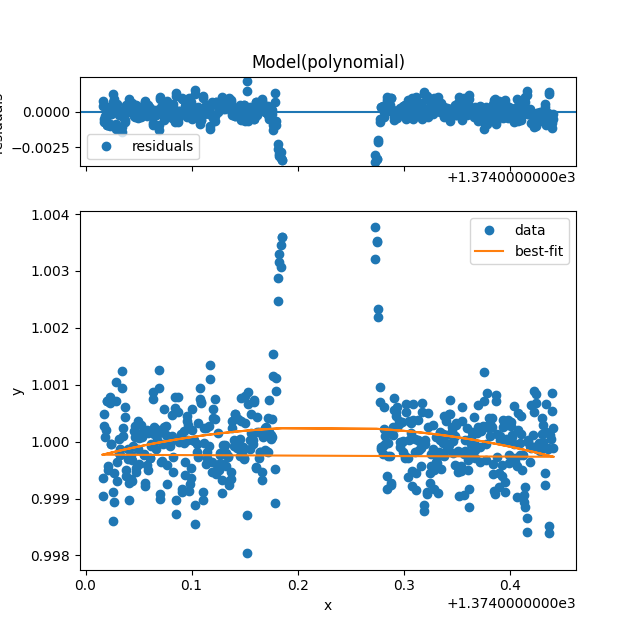 Model(polynomial)
0.0000
−0.0025
residuals
residuals
+1.3740000000e3
1.004
1.003
1.002
1.001
1.000
0.999
0.998
y
data
best-fit
0.0
0.1
0.2
0.3
0.4
x
+1.3740000000e3